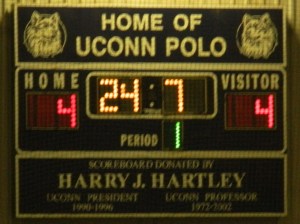 HOME OF
UCONN POLO
HOME VISITOR
4 24:7 4
PERIOD 1
SCOREBOARD DONATED BY
HARRY J. HARTLEY
UCONN PRESIDENT UCONN PROFESSOR
1990-1996 1972-2002